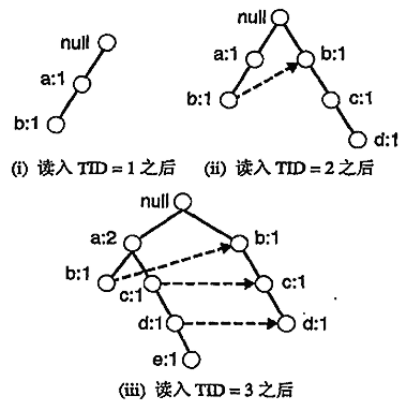 null
a:1
b:1
(i) 读入 TID = 1 之后
null
a:1
b:1
b:1
c:1
d:1
(ii) 读入 TID = 2 之后
null
a:2
b:1
b:1
c:1
c:1
d:1
d:1
e:1
(iii) 读入 TID = 3 之后